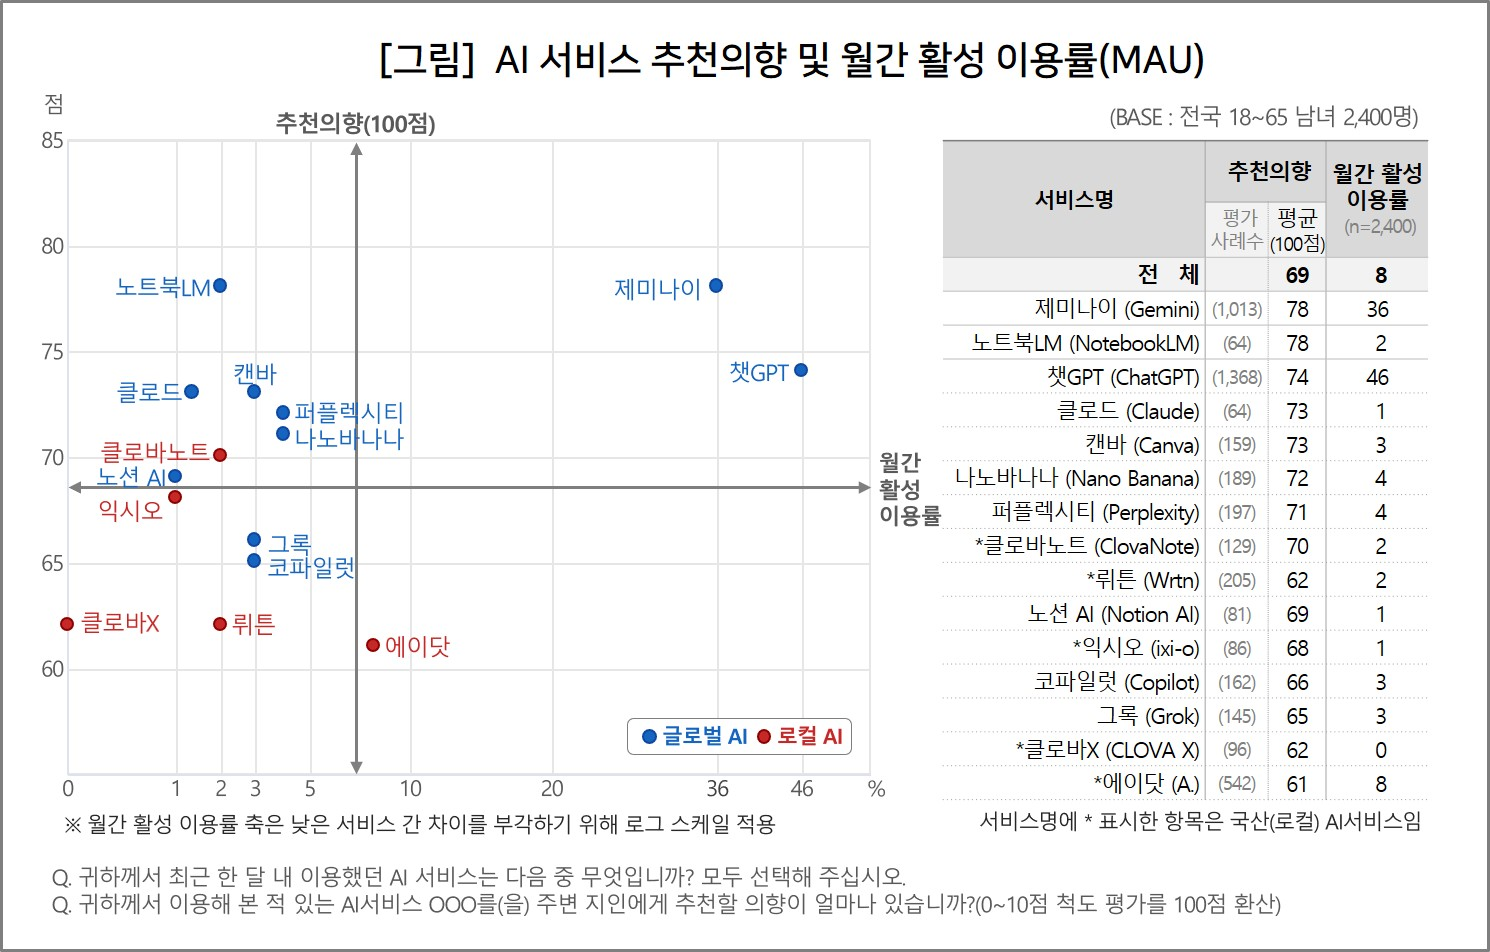 [그림] AI 서비스 추천의향 및 월간 활성 이용률(MAU)
점
추천의향(100점)
85
80
75
70
65
60
노트북LM
제미나이
캔바
챗GPT
클로드
퍼플렉시티
나노바나나
클로바노트
노션 AI
익시오
월간
활성
이용률
그록
코파일럿
클로바X
뤼튼
에이닷
글로벌 AI 로컬 AI
0 1 2 3 5 10 20 36 46 %
※ 월간 활성 이용률 축은 낮은 서비스 간 차이를 부각하기 위해 로그 스케일 적용
(BASE : 전국 18~65 남녀 2,400명)
서비스명 추천의향 월간 활성 이용률 (n=2,400)
평가 사례수 평균 (100점)
전 체 69 8
제미나이 (Gemini) (1,013) 78 36
노트북LM (NotebookLM) (64) 78 2
챗GPT (ChatGPT) (1,368) 74 46
클로드 (Claude) (64) 73 1
캔바 (Canva) (159) 73 3
나노바나나 (Nano Banana) (189) 72 4
퍼플렉시티 (Perplexity) (197) 71 4
*클로바노트 (ClovaNote) (129) 70 2
*뤼튼 (Wrtn) (205) 62 2
노션 AI (Notion AI) (81) 69 1
*익시오 (ixi-o) (86) 68 1
코파일럿 (Copilot) (162) 66 3
그록 (Grok) (145) 65 3
*클로바X (CLOVA X) (96) 62 0
*에이닷 (A.) (542) 61 8
서비스명에 * 표시한 항목은 국산(로컬) AI서비스임
Q. 귀하께서 최근 한 달 내 이용했던 AI 서비스는 다음 중 무엇입니까? 모두 선택해 주십시오.
Q. 귀하께서 이용해 본 적 있는 AI서비스 OOO를(을) 주변 지인에게 추천할 의향이 얼마나 있습니까?(0~10점 척도 평가를 100점 환산)